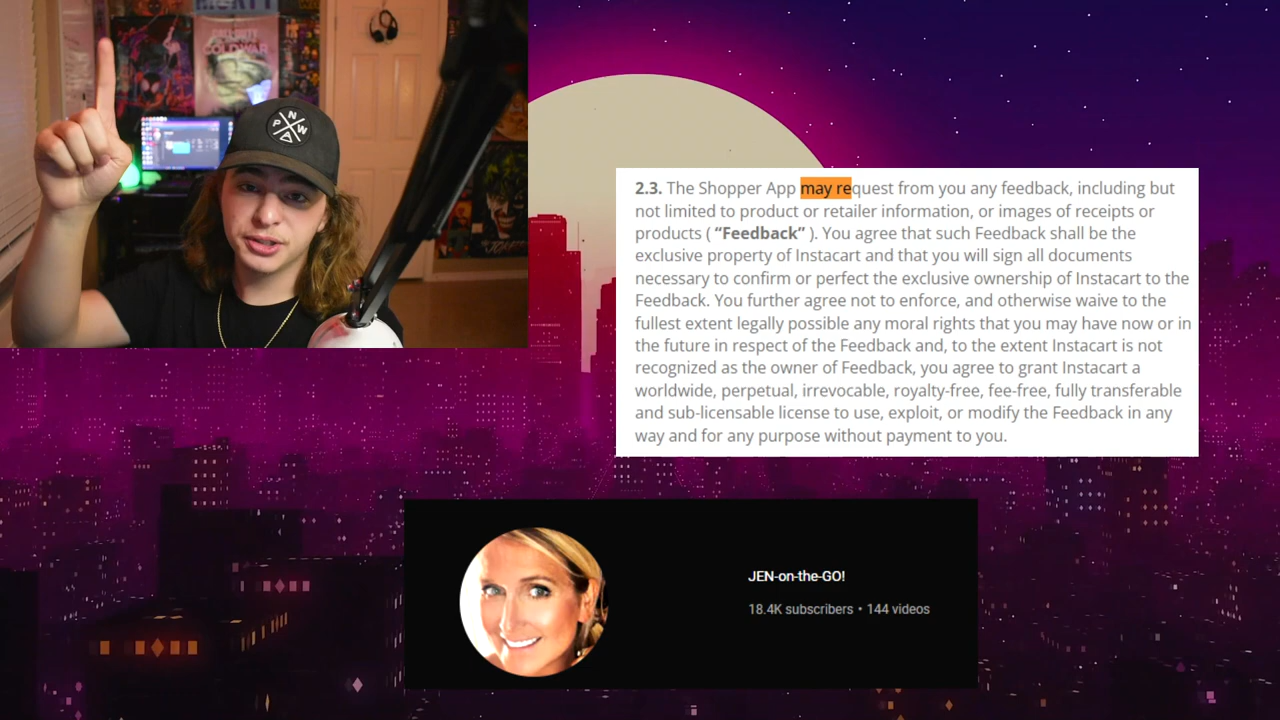 CALL OF DUTY
COLD WAR
P N W
2.3. The Shopper App may request from you any feedback, including but
not limited to product or retailer information, or images of receipts or
products ( “Feedback” ). You agree that such Feedback shall be the
exclusive property of Instacart and that you will sign all documents
necessary to confirm or perfect the exclusive ownership of Instacart to the
Feedback. You further agree not to enforce, and otherwise waive to the
fullest extent legally possible any moral rights that you may have now or in
the future in respect of the Feedback and, to the extent Instacart is not
recognized as the owner of Feedback, you agree to grant Instacart a
worldwide, perpetual, irrevocable, royalty-free, fee-free, fully transferable
and sub-licensable license to use, exploit, or modify the Feedback in any
way and for any purpose without payment to you.
JEN-on-the-GO!
18.4K subscribers • 144 videos